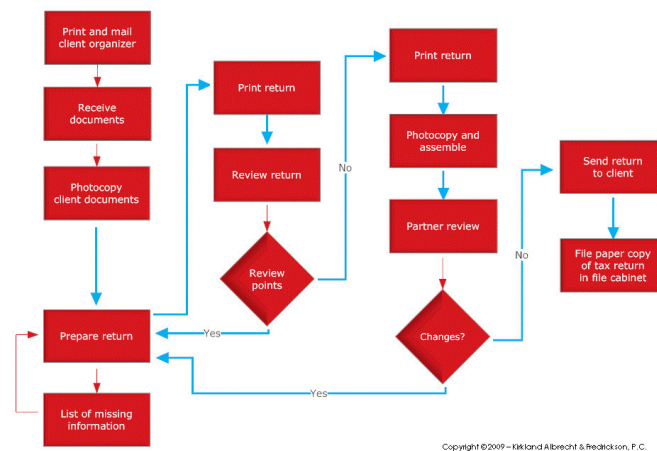 Print and mail
client organizer
Receive
documents
Photocopy
client documents
Prepare return
List of missing
information
Print return
Review return
Review
points
Yes
No
Print return
Photocopy and
assemble
Partner review
Changes?
Yes
No
Send return
to client
File paper copy
of tax return
in file cabinet
Copyright ©2009 – Kirkland Albrecht & Fredrickson, P.C.